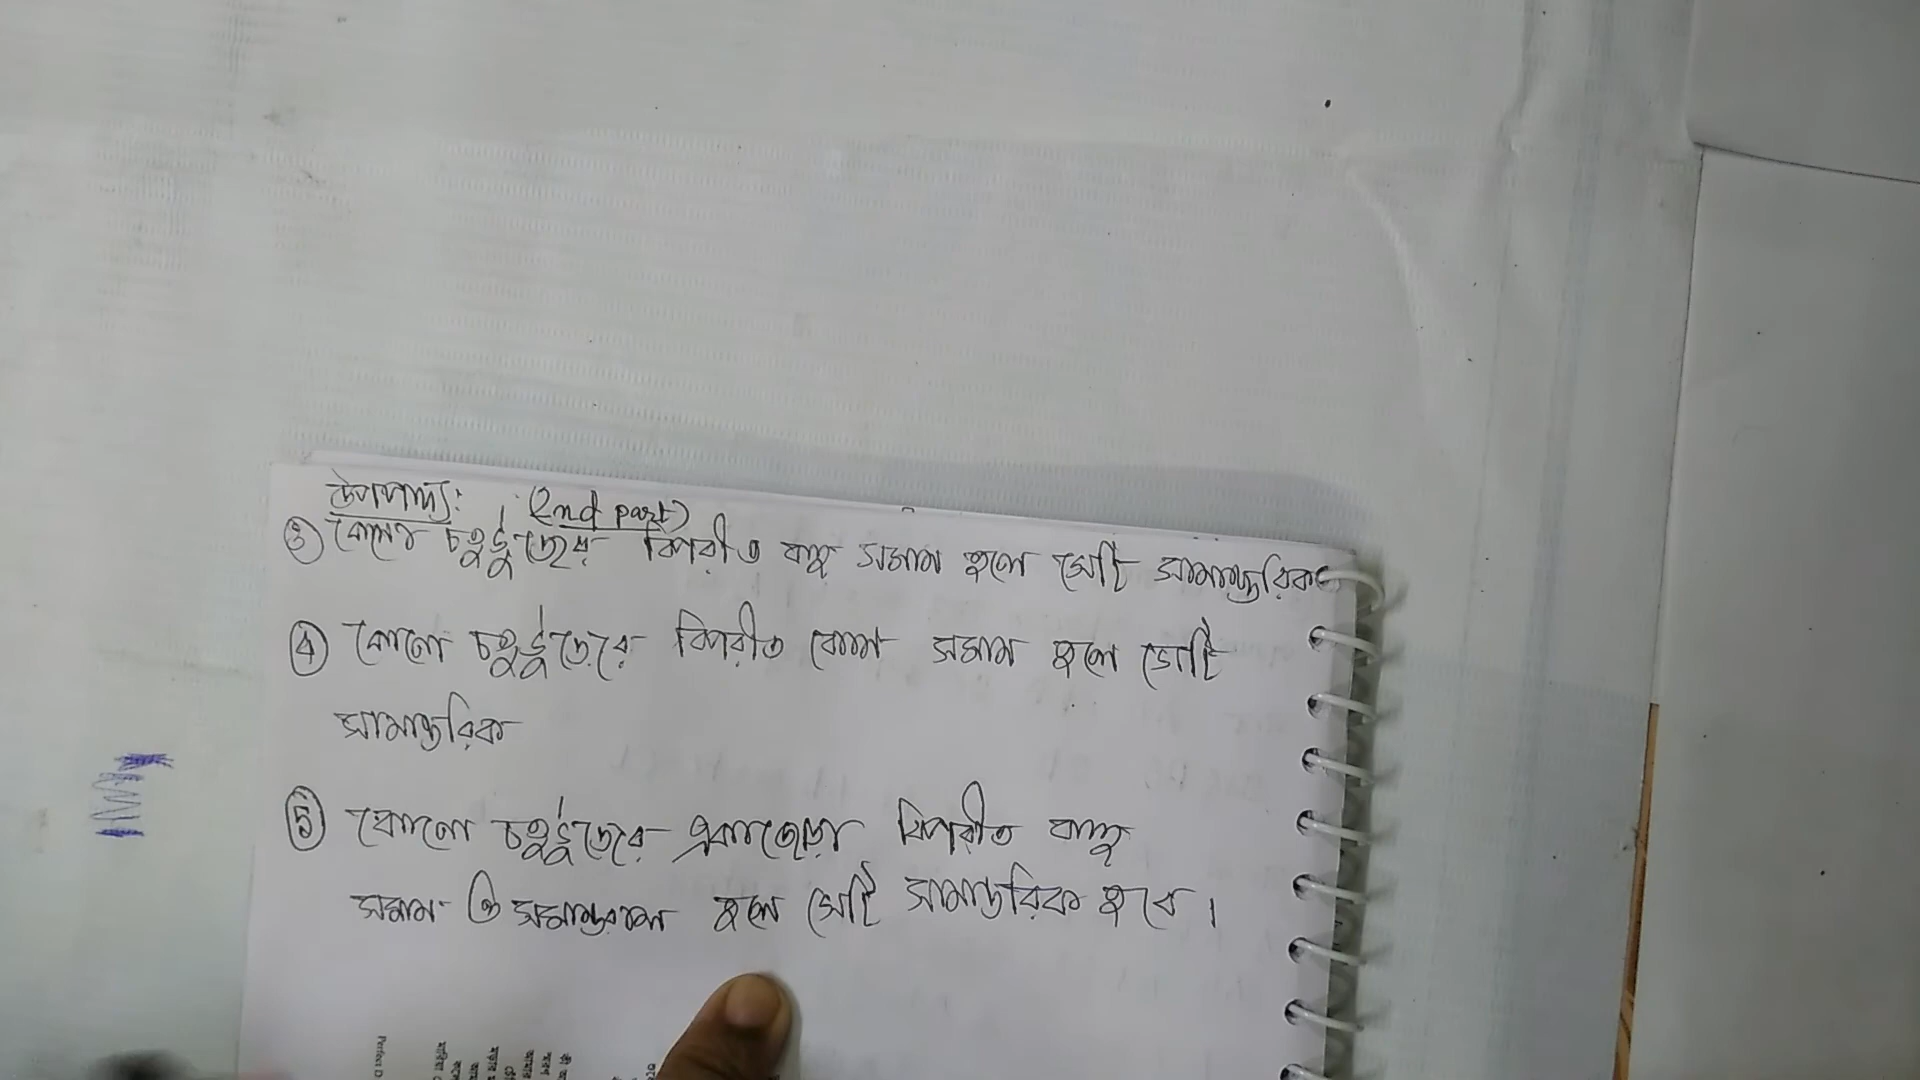 উপপাদ্য: (2nd part)
③ কোনো চতুর্ভুজের বিপরীত বাহু সমান হলে সেটি সামান্তরিক
④ কোনো চতুর্ভুজের বিপরীত কোণ সমান হলে সেটি
সামান্তরিক
⑤ কোনো চতুর্ভুজের একজোড়া বিপরীত বাহু
সমান ও সমান্তরাল হলে সেটি সামান্তরিক হবে।
Perfect D